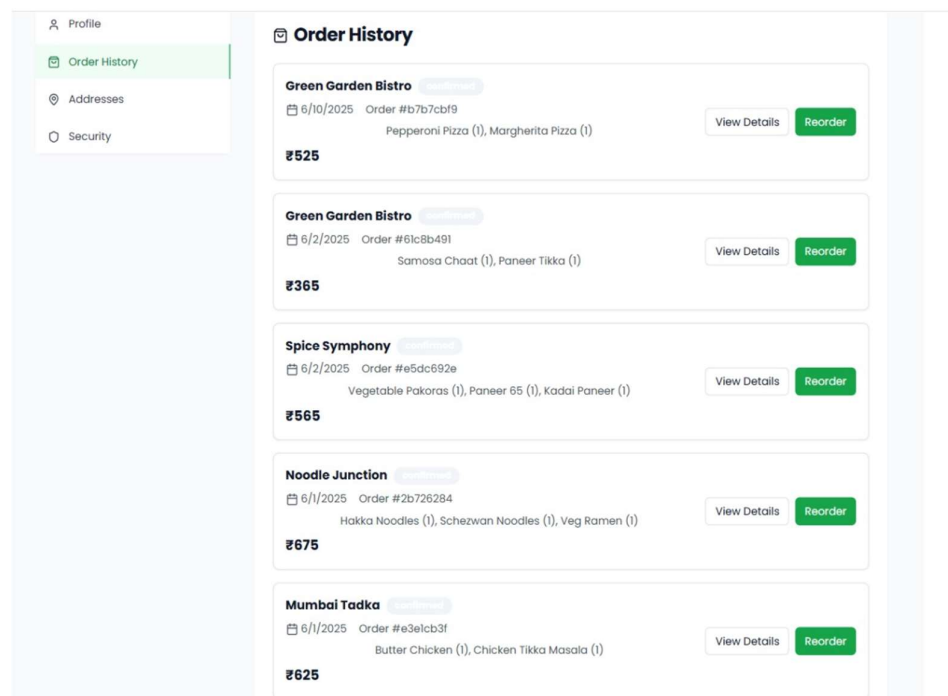 Profile
Order History
Addresses
Security
Order History
Green Garden Bistro confirmed
6/10/2025 Order #b7b7cbf9
Pepperoni Pizza (1), Margherita Pizza (1)
₹525
View Details Reorder
Green Garden Bistro confirmed
6/2/2025 Order #61c8b491
Samosa Chaat (1), Paneer Tikka (1)
₹365
View Details Reorder
Spice Symphony confirmed
6/2/2025 Order #e5dc692e
Vegetable Pakoras (1), Paneer 65 (1), Kadai Paneer (1)
₹565
View Details Reorder
Noodle Junction confirmed
6/1/2025 Order #2b726284
Hakka Noodles (1), Schezwan Noodles (1), Veg Ramen (1)
₹675
View Details Reorder
Mumbai Tadka confirmed
6/1/2025 Order #e3e1cb3f
Butter Chicken (1), Chicken Tikka Masala (1)
₹625
View Details Reorder